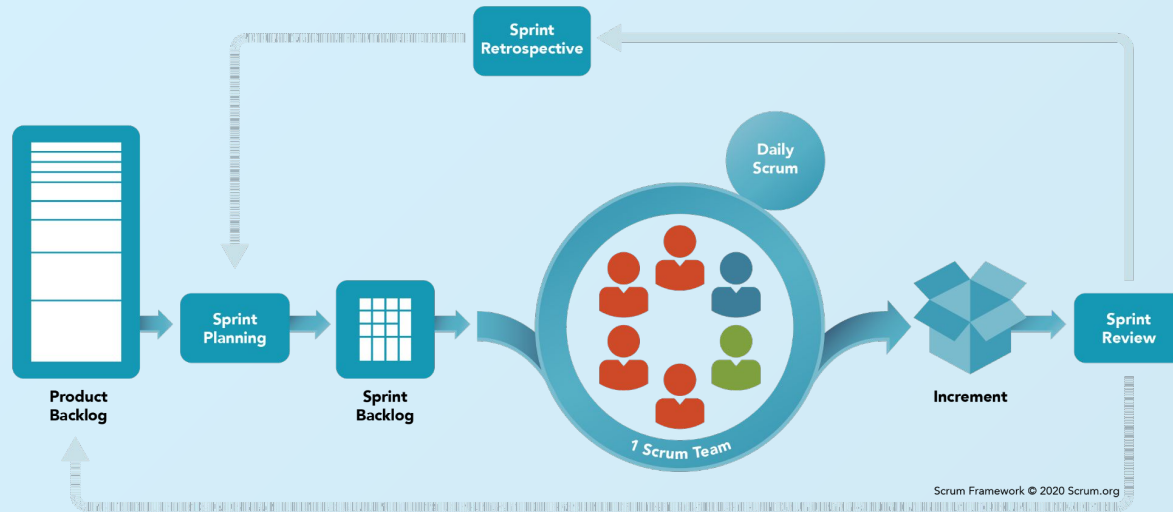 Sprint
Retrospective
Daily
Scrum
Sprint
Planning
Sprint
Review
Product
Backlog
Sprint
Backlog
1 Scrum Team
Increment
Scrum Framework © 2020 Scrum.org